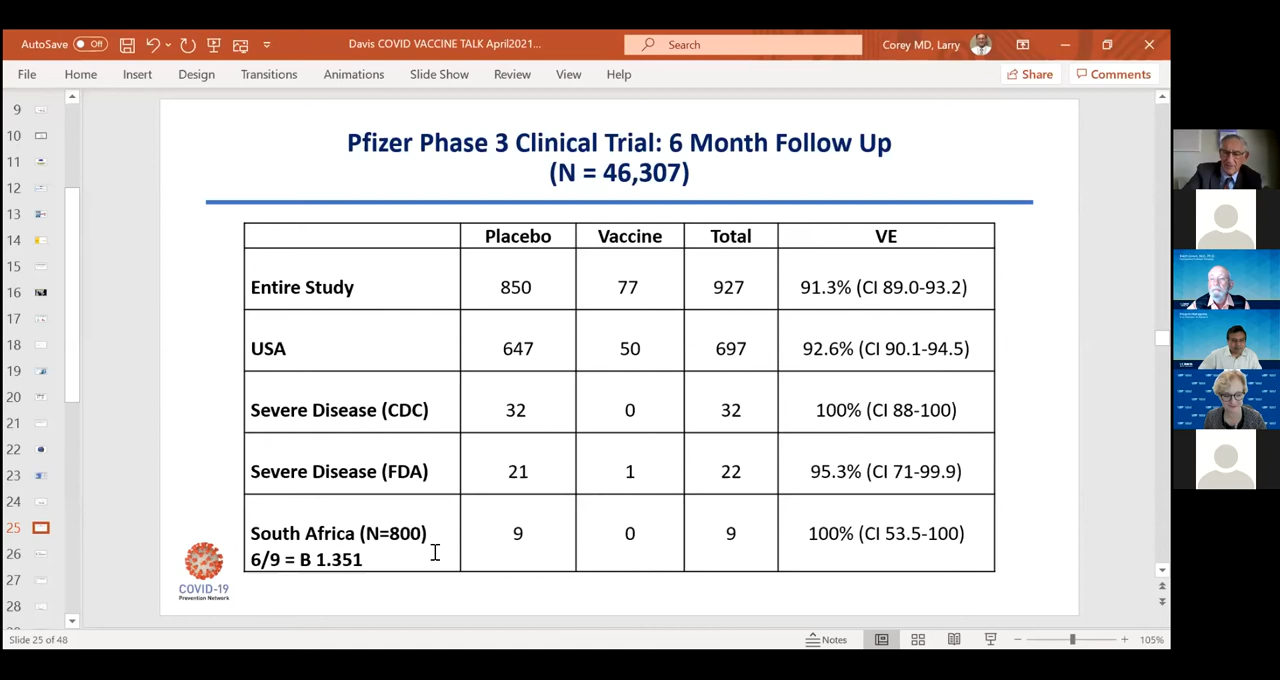 AutoSave Off Davis COVID VACCINE TALK April2021... Search Corey MD, Larry
File Home Insert Design Transitions Animations Slide Show Review View Help Share Comments
9
10
11
12
13
14
15
16
17
18
19
20
21
22
23
24
25
26
27
28
Pfizer Phase 3 Clinical Trial: 6 Month Follow Up
(N = 46,307)
Placebo Vaccine Total VE
Entire Study 850 77 927 91.3% (CI 89.0-93.2)
USA 647 50 697 92.6% (CI 90.1-94.5)
Severe Disease (CDC) 32 0 32 100% (CI 88-100)
Severe Disease (FDA) 21 1 22 95.3% (CI 71-99.9)
South Africa (N=800) 9 0 9 100% (CI 53.5-100)
6/9 = B 1.351
COVID-19
Prevention Network
Slide 25 of 48 Notes 105%